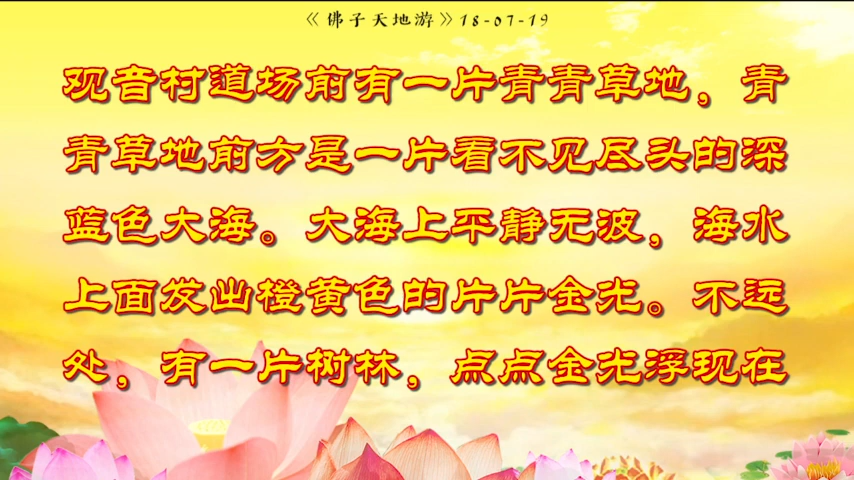 《佛子天地游》18-07-19
观音村道场前有一片青青草地，青
青草地前方是一片看不见尽头的深
蓝色大海。大海上平静无波，海水
上面发出橙黄色的片片金光。不远
处，有一片树林，点点金光浮现在